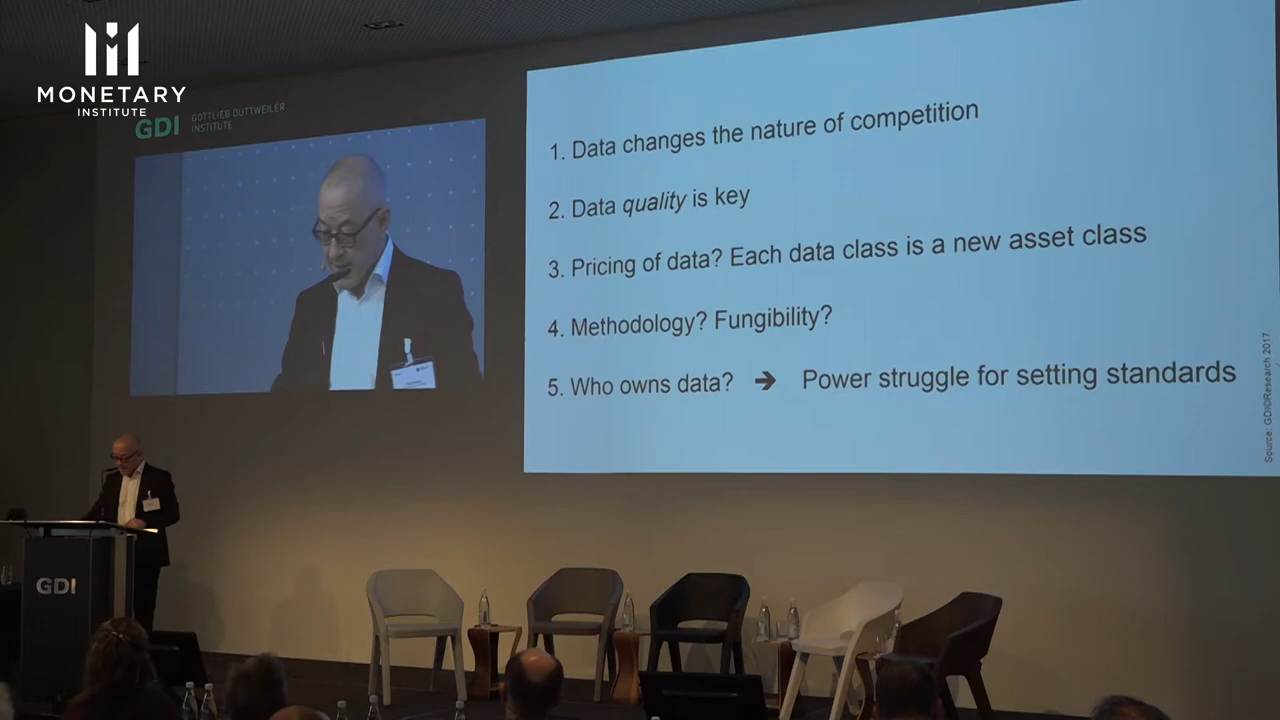 MONETARY
INSTITUTE
GDI
GOTTLIEB DUTTWEILER
INSTITUTE
1. Data changes the nature of competition
2. Data quality is key
3. Pricing of data? Each data class is a new asset class
4. Methodology? Fungibility?
5. Who owns data? ➔ Power struggle for setting standards
Source: GDI©Research 2017
GDI